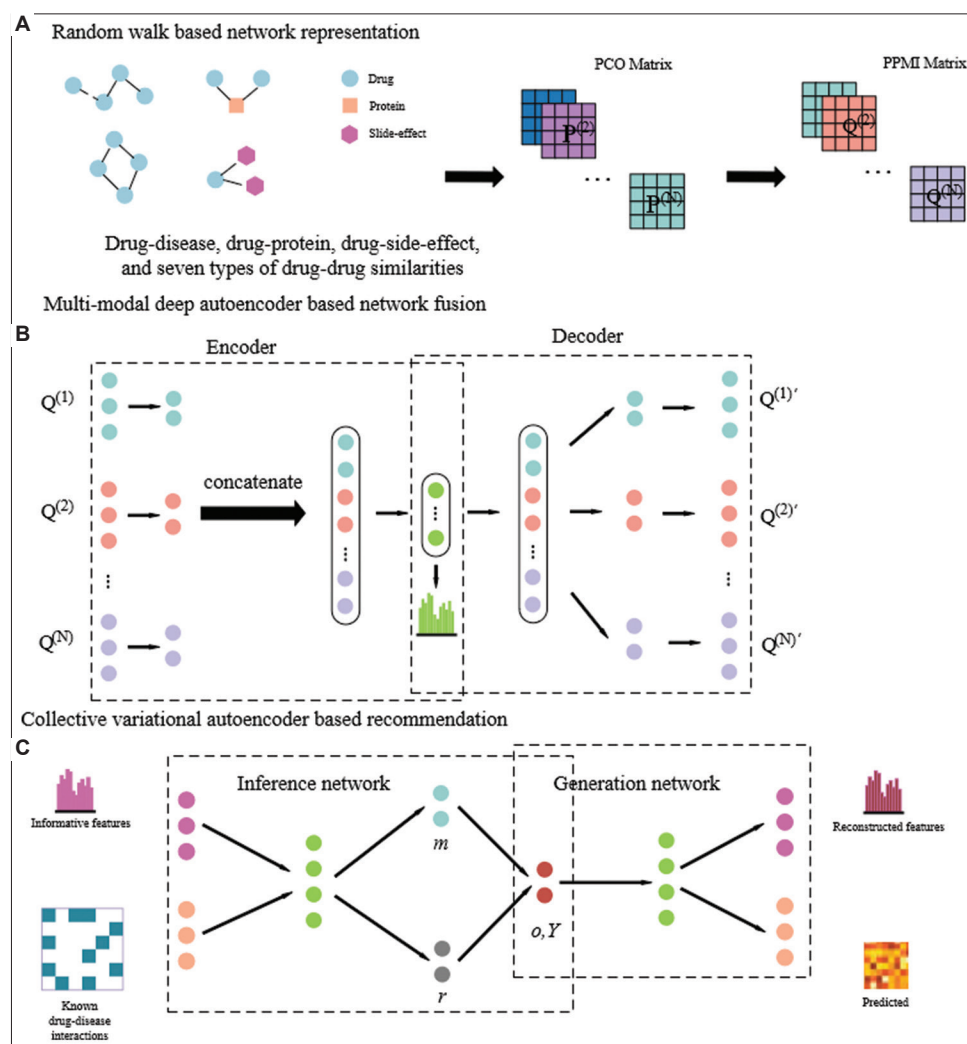 A
Random walk based network representation
Drug
Protein
Slide-effect
PCO Matrix
P(2)
...
P(N)
PPMI Matrix
Q(2)
...
Q(N)
Drug-disease, drug-protein, drug-side-effect,
and seven types of drug-drug similarities
Multi-modal deep autoencoder based network fusion
B
Encoder
Decoder
Q(1)
Q(2)
...
Q(N)
concatenate
...
...
...
Q(1)′
Q(2)′
...
Q(N)′
Collective variational autoencoder based recommendation
C
Inference network
Generation network
Informative features
m
r
o, Y
Reconstructed features
Known
drug-disease
interactions
Predicted